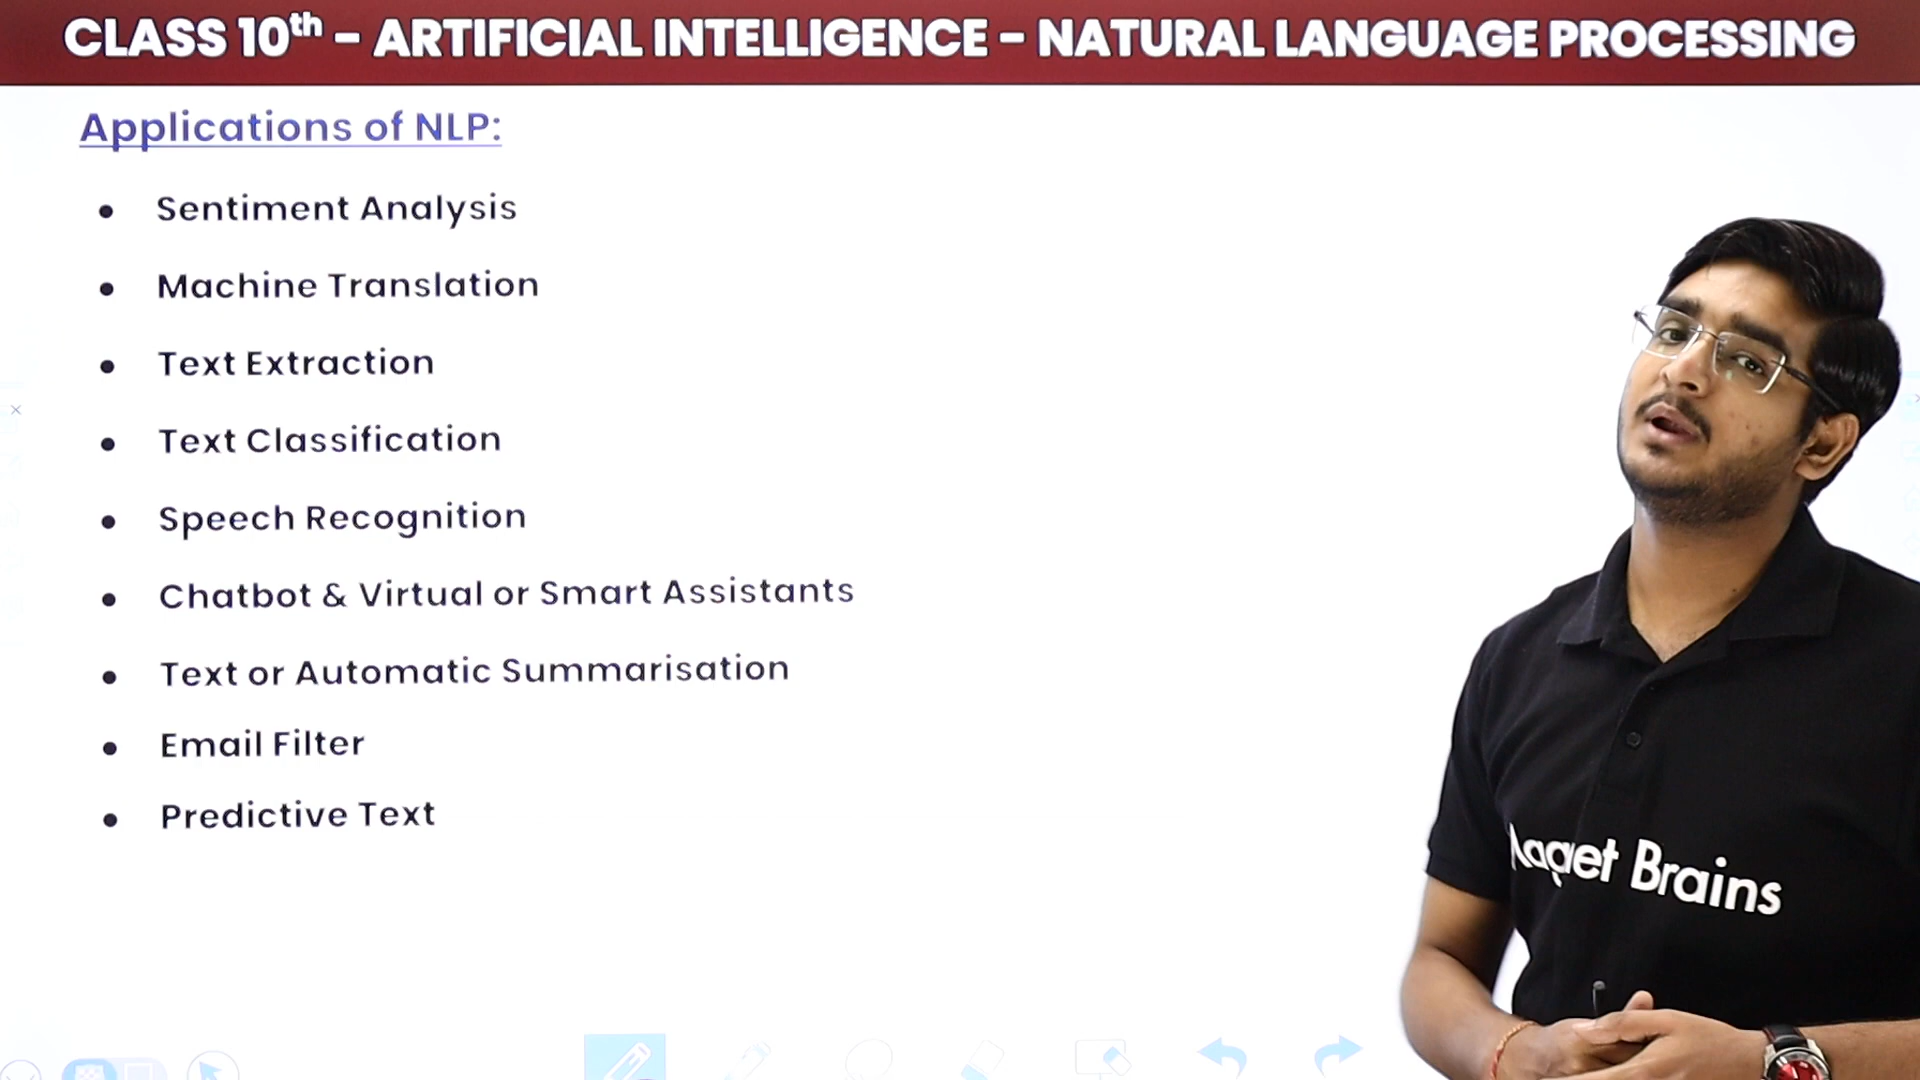 CLASS 10th - ARTIFICIAL INTELLIGENCE - NATURAL LANGUAGE PROCESSING
Applications of NLP:
• Sentiment Analysis
• Machine Translation
• Text Extraction
• Text Classification
• Speech Recognition
• Chatbot & Virtual or Smart Assistants
• Text or Automatic Summarisation
• Email Filter
• Predictive Text
Magnet Brains